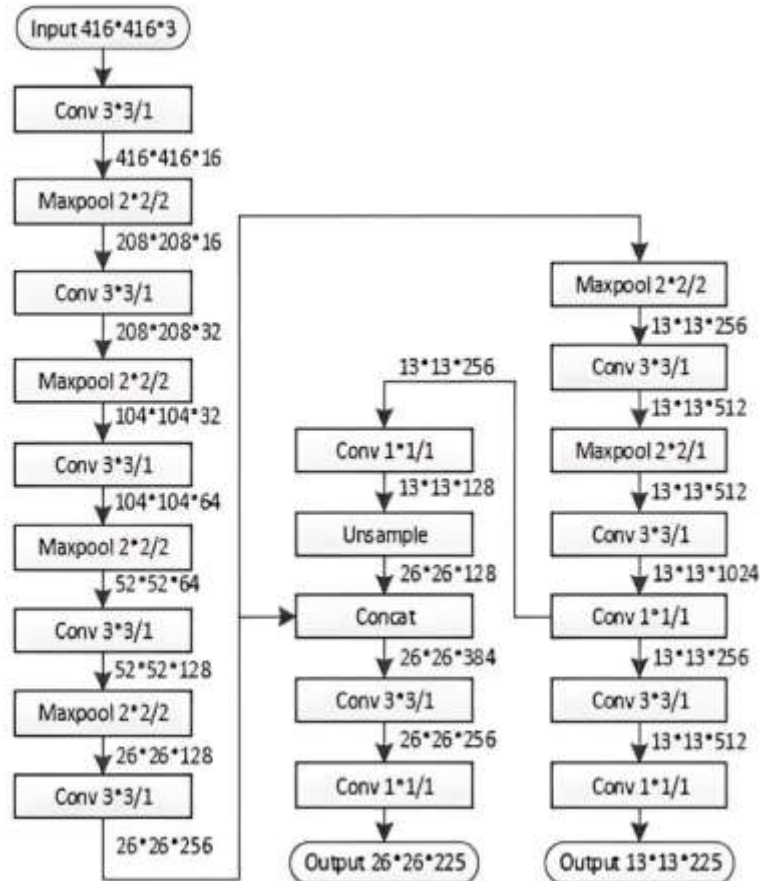 Input 416*416*3
Conv 3*3/1
416*416*16
Maxpool 2*2/2
208*208*16
Conv 3*3/1
208*208*32
Maxpool 2*2/2
104*104*32
Conv 3*3/1
104*104*64
Maxpool 2*2/2
52*52*64
Conv 3*3/1
52*52*128
Maxpool 2*2/2
26*26*128
Conv 3*3/1
26*26*256
13*13*256
Conv 1*1/1
13*13*128
Unsample
26*26*128
Concat
26*26*384
Conv 3*3/1
26*26*256
Conv 1*1/1
Output 26*26*225
Maxpool 2*2/2
13*13*256
Conv 3*3/1
13*13*512
Maxpool 2*2/1
13*13*512
Conv 3*3/1
13*13*1024
Conv 1*1/1
13*13*256
Conv 3*3/1
13*13*512
Conv 1*1/1
Output 13*13*225